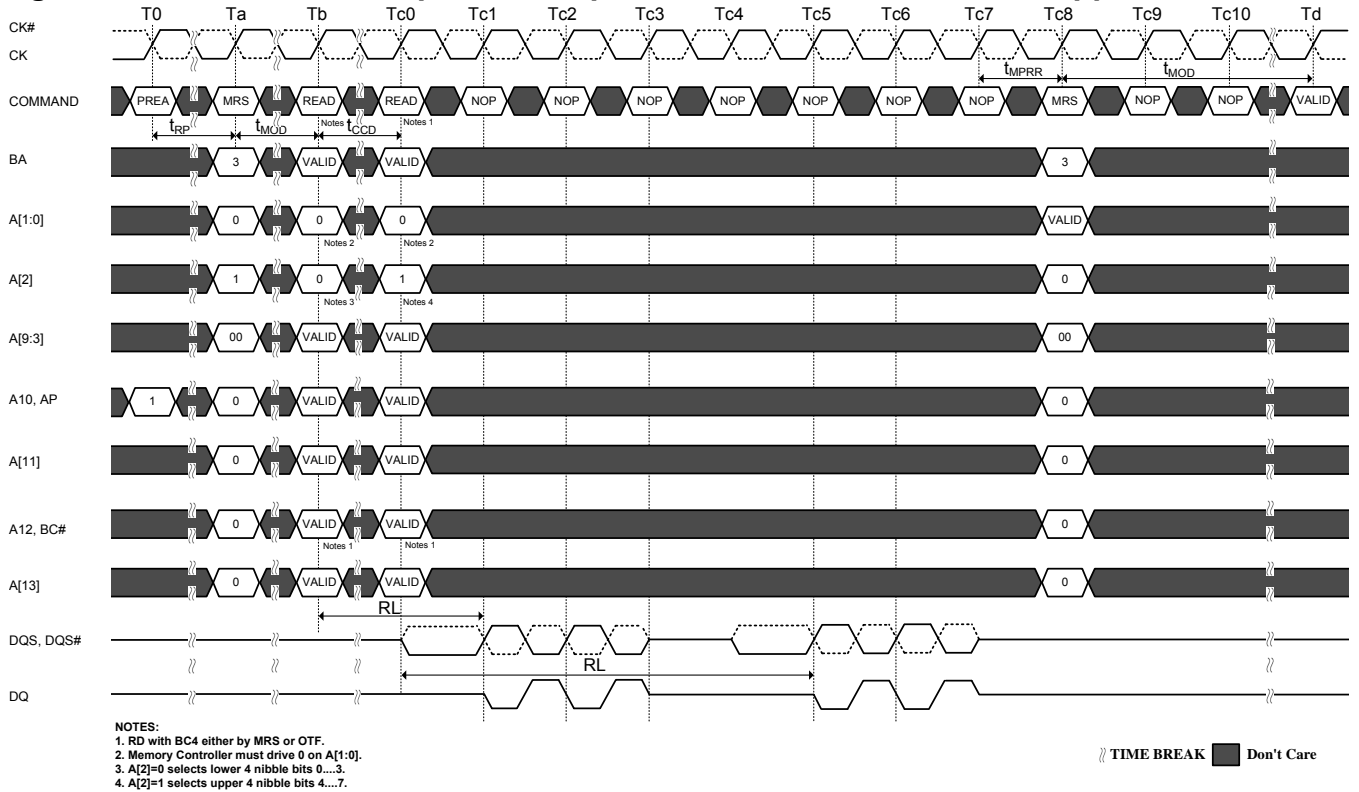 T0 Ta Tb Tc0 Tc1 Tc2 Tc3 Tc4 Tc5 Tc6 Tc7 Tc8 Tc9 Tc10 Td
CK#
CK
tMPRR tMOD
COMMAND PREA MRS READ READ NOP NOP NOP NOP NOP NOP NOP MRS NOP NOP VALID
Notes Notes 1
tRP tMOD tCCD
BA 3 VALID VALID 3
A[1:0] 0 0 0 VALID
Notes 2 Notes 2
A[2] 1 0 1 0
Notes 3 Notes 4
A[9:3] 00 VALID VALID 00
A10, AP 1 0 VALID VALID 0
A[11] 0 VALID VALID 0
A12, BC# 0 VALID VALID 0
Notes 1 Notes 1
A[13] 0 VALID VALID 0
RL
DQS, DQS#
RL
DQ
NOTES:
1. RD with BC4 either by MRS or OTF.
2. Memory Controller must drive 0 on A[1:0].
3. A[2]=0 selects lower 4 nibble bits 0....3.
4. A[2]=1 selects upper 4 nibble bits 4....7.
TIME BREAK Don't Care